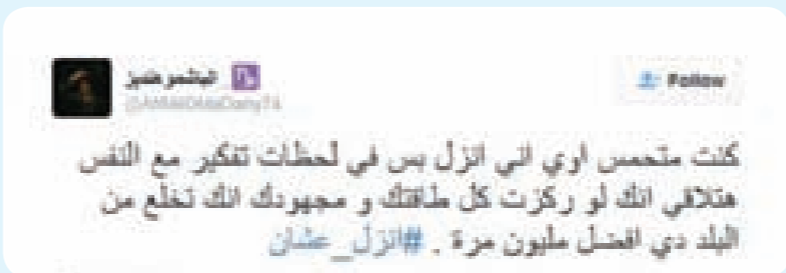 Follow
كنت متحمس اوي اني انزل بس في لحظات تفكير مع النفس
هتلاقي انك لو ركزت كل طاقتك و مجهودك انك تخلع من
البلد دي افضل مليون مرة . #انزل_عشان